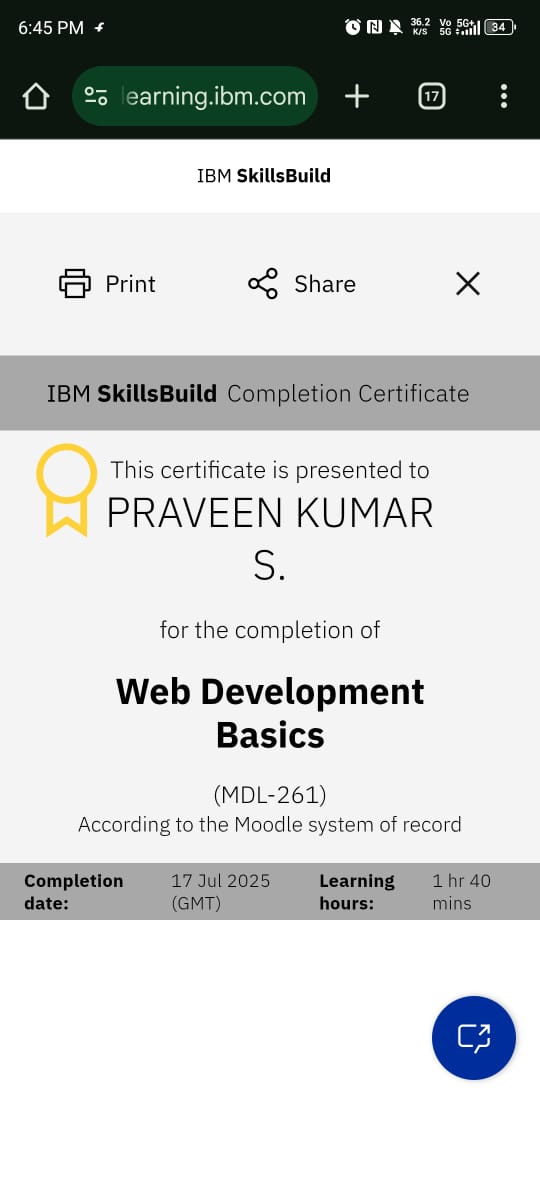 6:45 PM
36.2 K/S Vo 5G 5G+ 34
learning.ibm.com
17
IBM SkillsBuild
Print Share
IBM SkillsBuild Completion Certificate
This certificate is presented to
PRAVEEN KUMAR
S.
for the completion of
Web Development
Basics
(MDL-261)
According to the Moodle system of record
Completion date: 17 Jul 2025 (GMT) Learning hours: 1 hr 40 mins